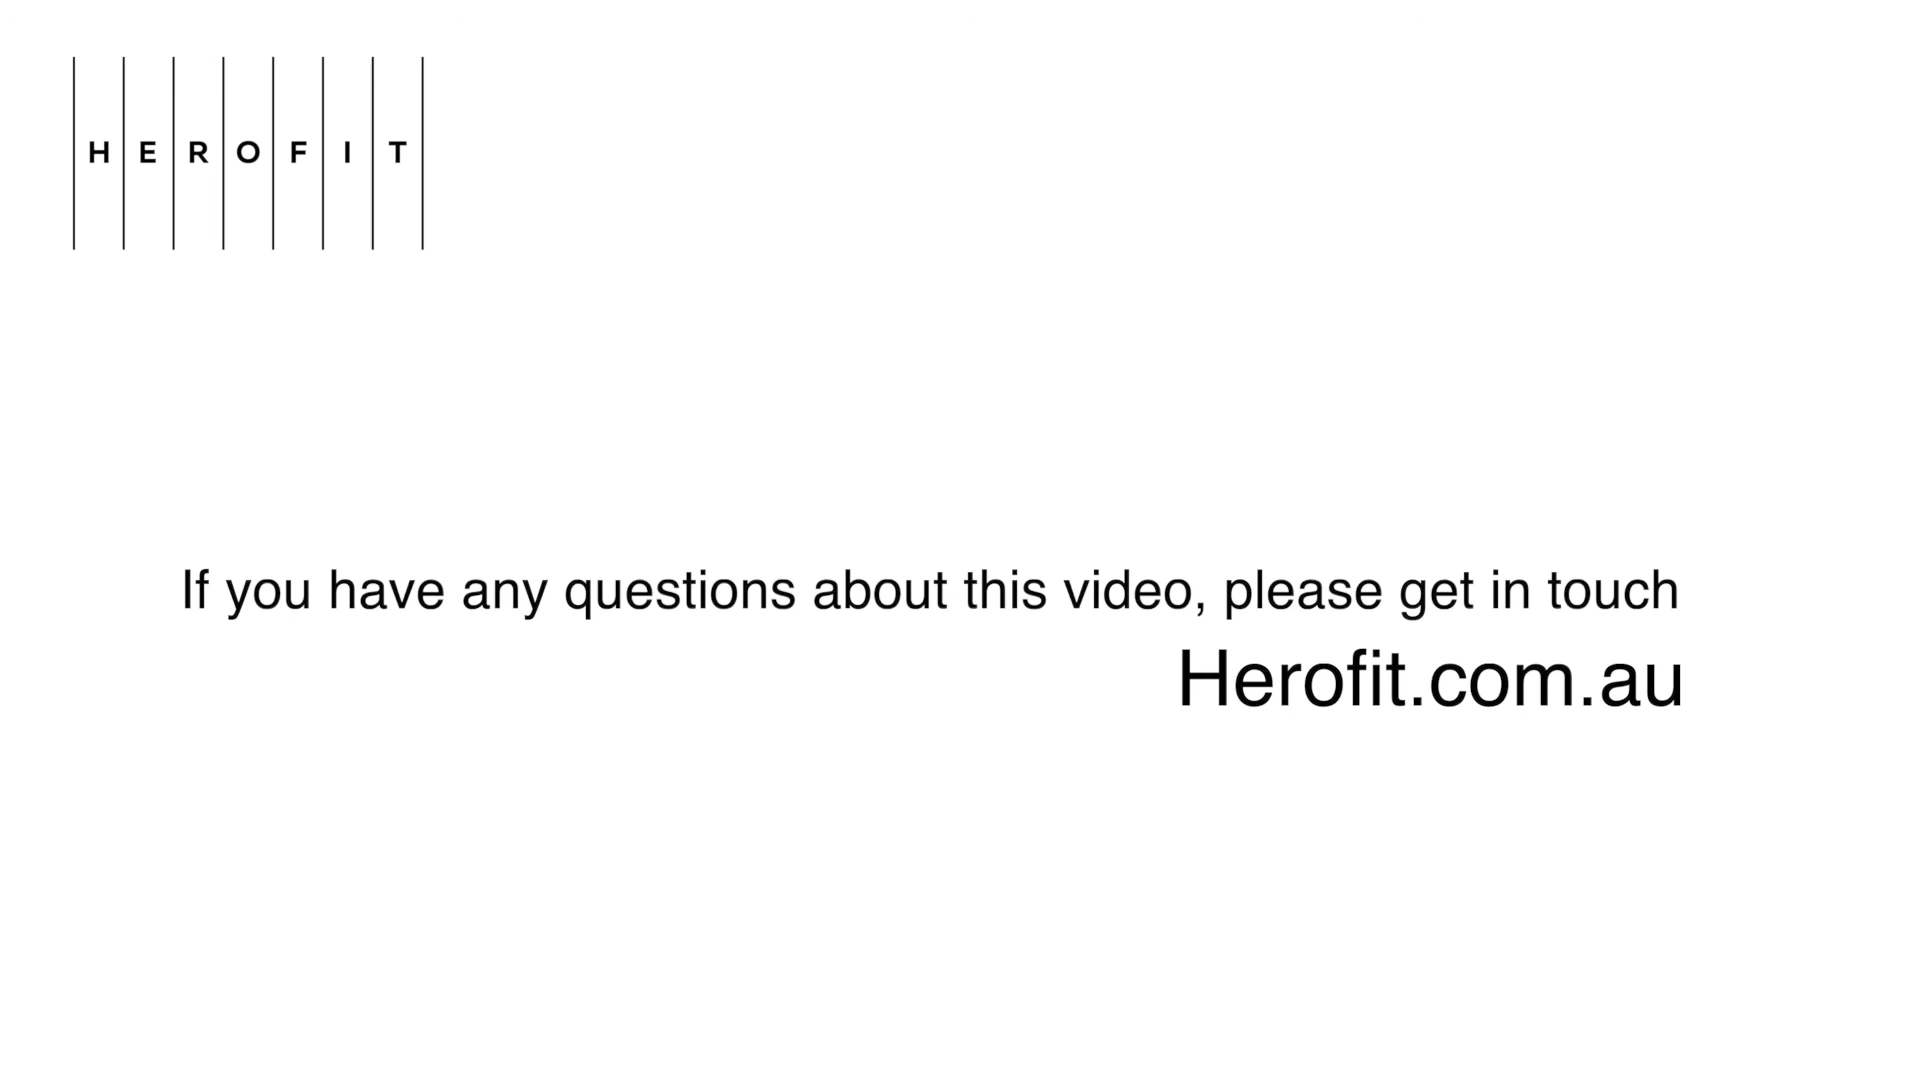 HEROFIT
If you have any questions about this video, please get in touch
Herofit.com.au